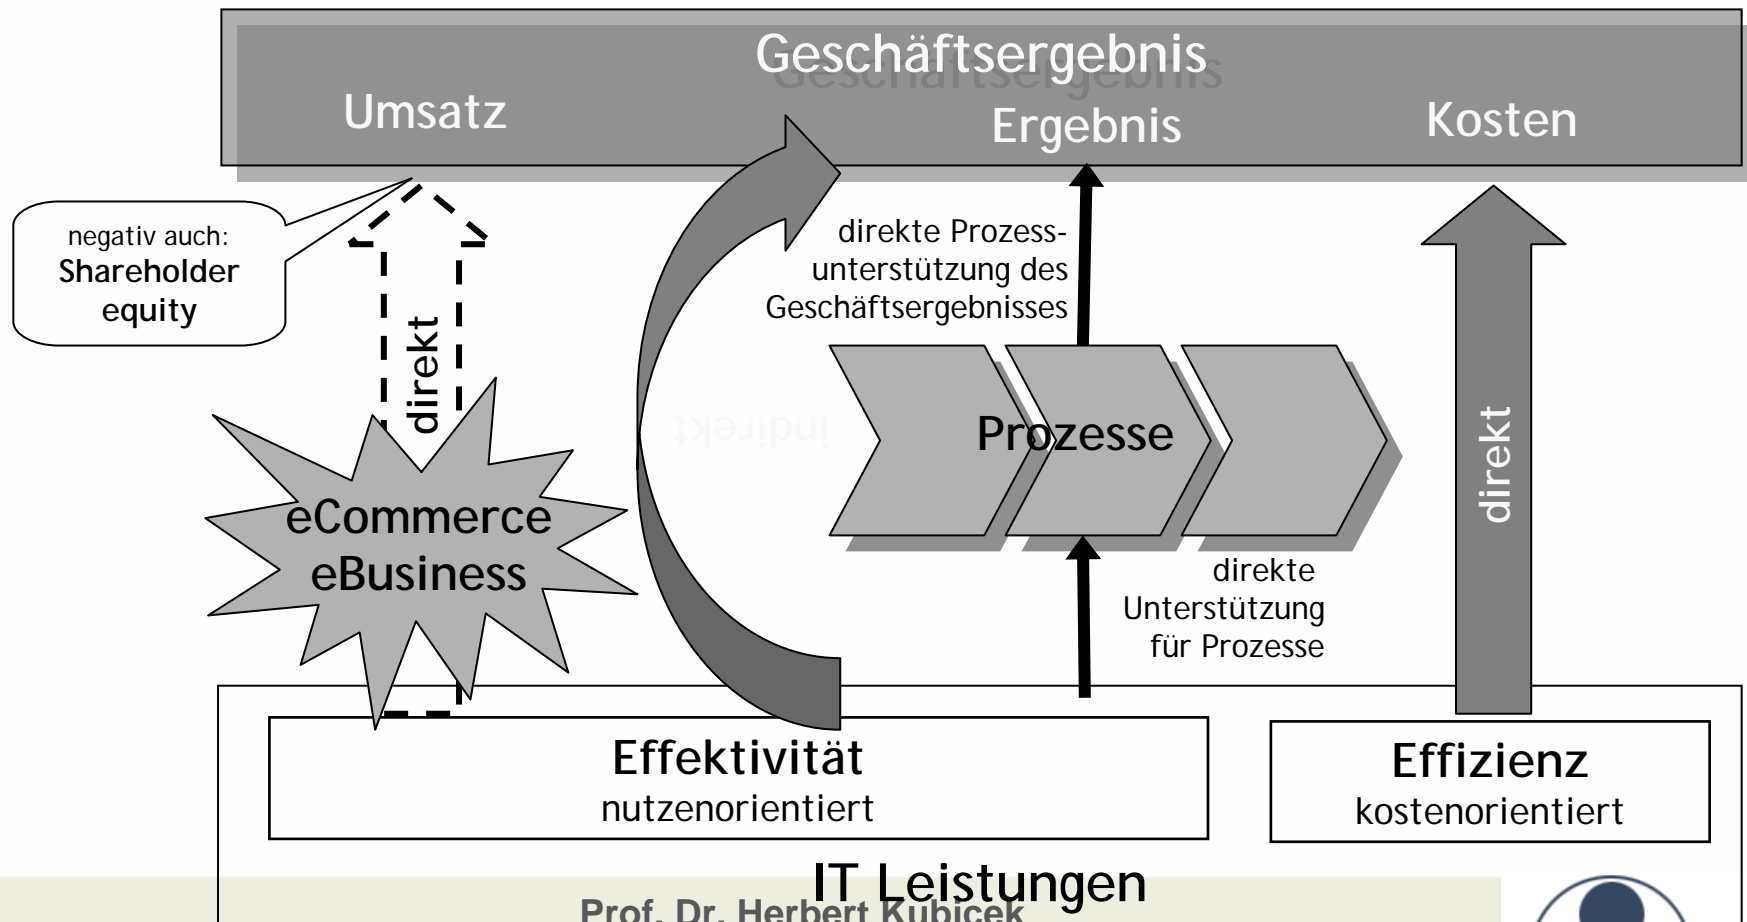 Geschäftsergebnis
Umsatz
Ergebnis
Kosten
negativ auch:
Shareholder
equity
direkt
direkte Prozess-
unterstützung des
Geschäftsergebnisses
indirekt
Prozesse
direkt
eCommerce
eBusiness
direkte
Unterstützung
für Prozesse
Effektivität
nutzenorientiert
Effizienz
kostenorientiert
IT Leistungen
Prof. Dr. Herbert Kubicek